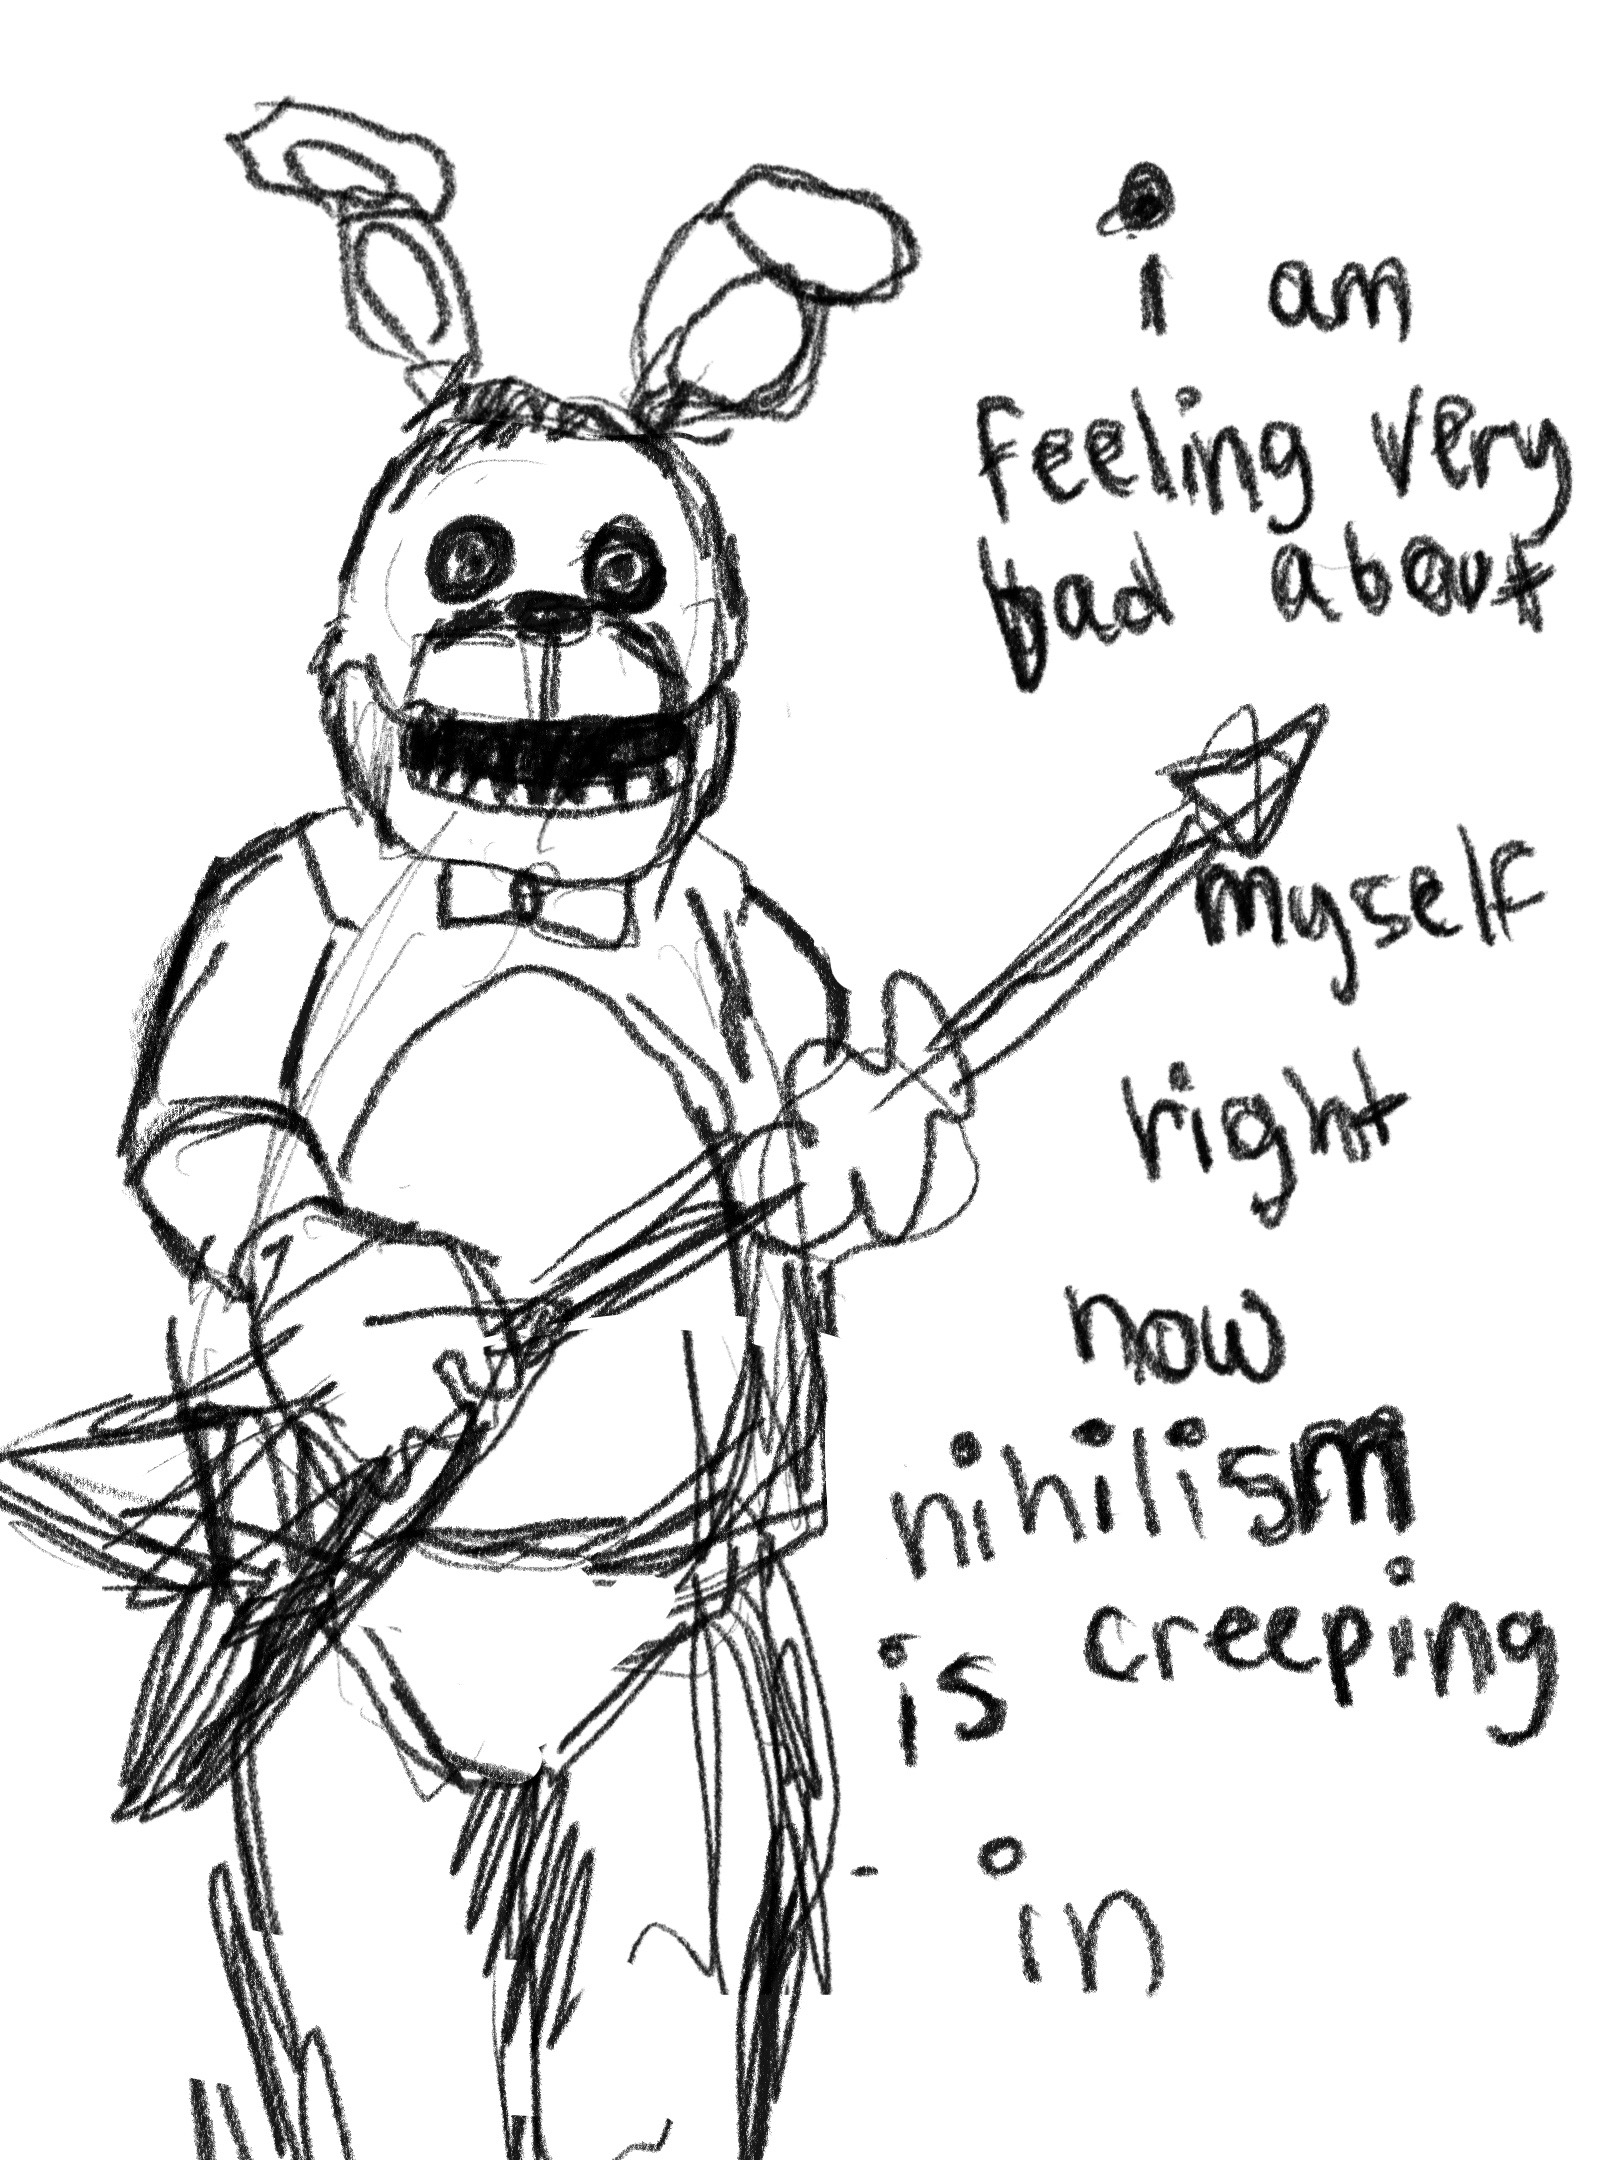 i am
feeling very
bad about
myself
right
now
nihilism
is creeping
in